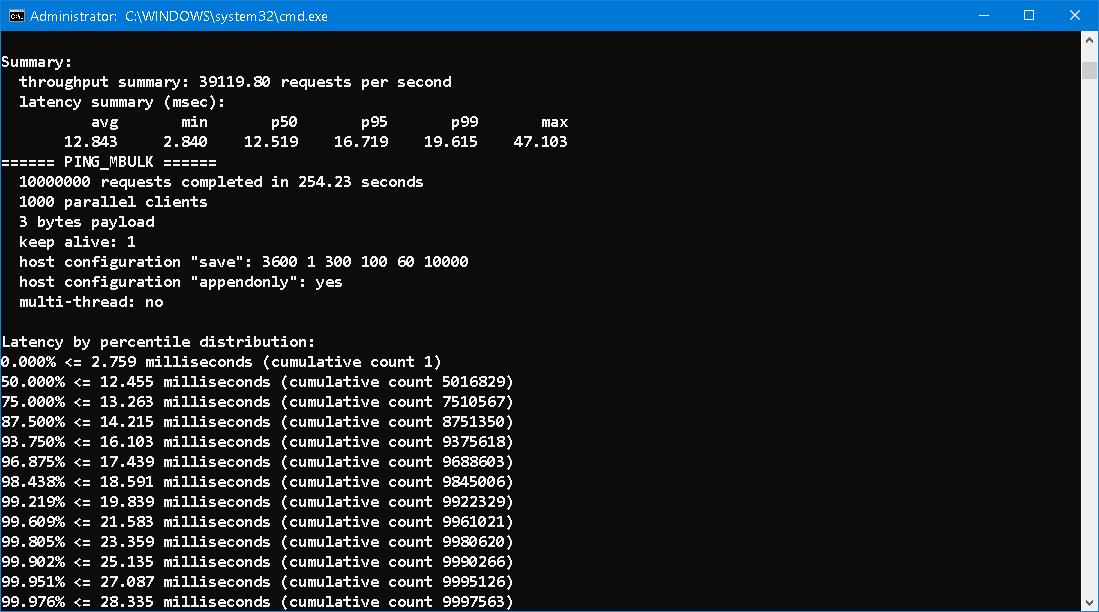 Administrator: C:\WINDOWS\system32\cmd.exe
Summary:
  throughput summary: 39119.80 requests per second
  latency summary (msec):
          avg       min       p50       p95       p99       max
       12.843     2.840    12.519    16.719    19.615    47.103
====== PING_MBULK ======
  10000000 requests completed in 254.23 seconds
  1000 parallel clients
  3 bytes payload
  keep alive: 1
  host configuration "save": 3600 1 300 100 60 10000
  host configuration "appendonly": yes
  multi-thread: no
Latency by percentile distribution:
0.000% <= 2.759 milliseconds (cumulative count 1)
50.000% <= 12.455 milliseconds (cumulative count 5016829)
75.000% <= 13.263 milliseconds (cumulative count 7510567)
87.500% <= 14.215 milliseconds (cumulative count 8751350)
93.750% <= 16.103 milliseconds (cumulative count 9375618)
96.875% <= 17.439 milliseconds (cumulative count 9688603)
98.438% <= 18.591 milliseconds (cumulative count 9845006)
99.219% <= 19.839 milliseconds (cumulative count 9922329)
99.609% <= 21.583 milliseconds (cumulative count 9961021)
99.805% <= 23.359 milliseconds (cumulative count 9980620)
99.902% <= 25.135 milliseconds (cumulative count 9990266)
99.951% <= 27.087 milliseconds (cumulative count 9995126)
99.976% <= 28.335 milliseconds (cumulative count 9997563)